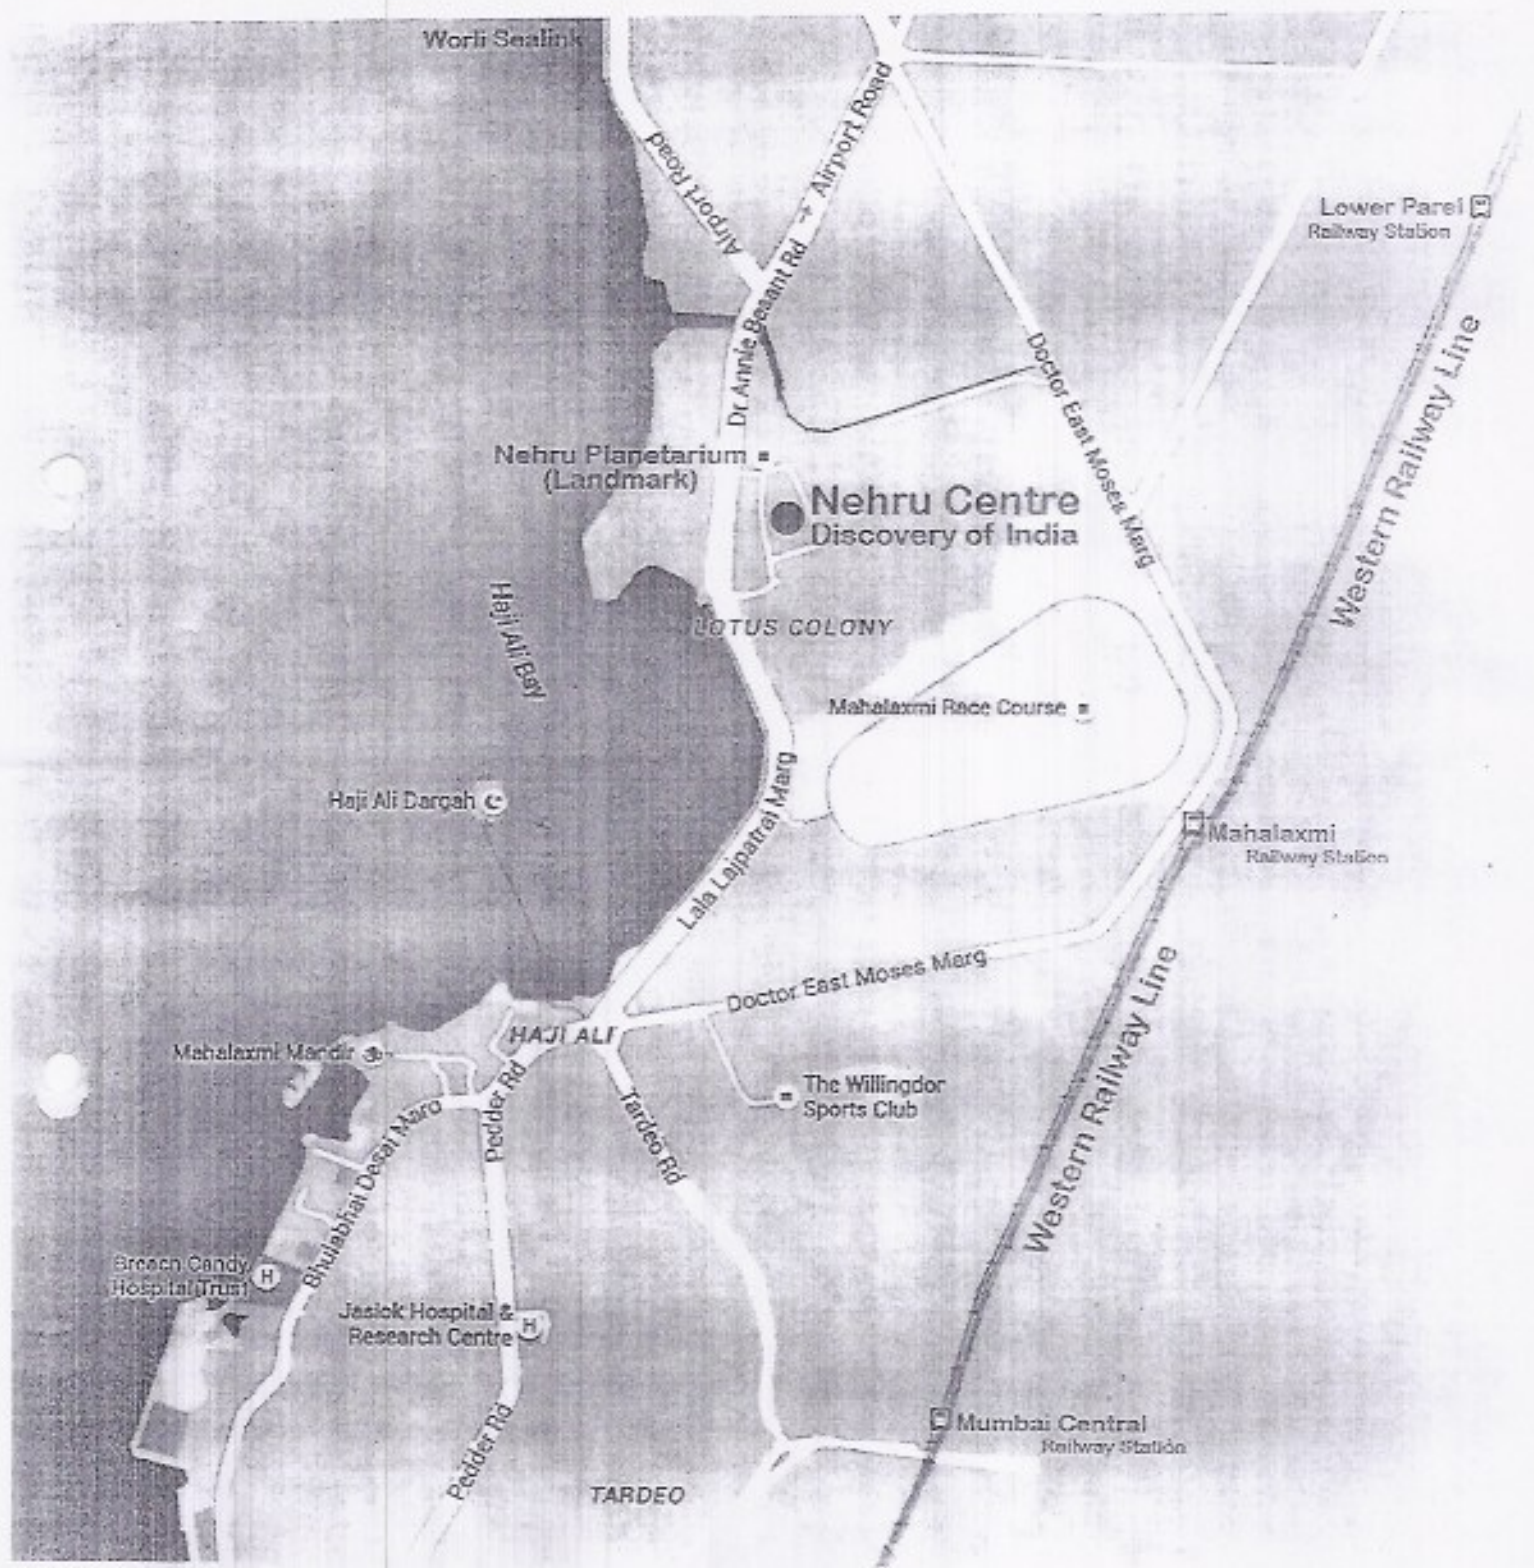 Worli Sealink
Airport Road
→ Airport Road
Lower Parel
Railway Station
Dr. Annie Besant Rd
Doctor East Moses Marg
Western Railway Line
Nehru Planetarium
(Landmark)
Nehru Centre
Discovery of India
Haji Ali Bay
LOTUS COLONY
Mahalaxmi Race Course
Haji Ali Dargah
Lala Lajpatrai Marg
Mahalaxmi
Railway Station
Doctor East Moses Marg
Western Railway Line
HAJI ALI
Mahalaxmi Mandir
Pedder Rd
Tardeo Rd
The Willingdor
Sports Club
Bhulabhai Desai Marg
Breach Candy
Hospital Trust
H
Jaslok Hospital &
Research Centre
H
Pedder Rd
Mumbai Central
Railway Station
TARDEO